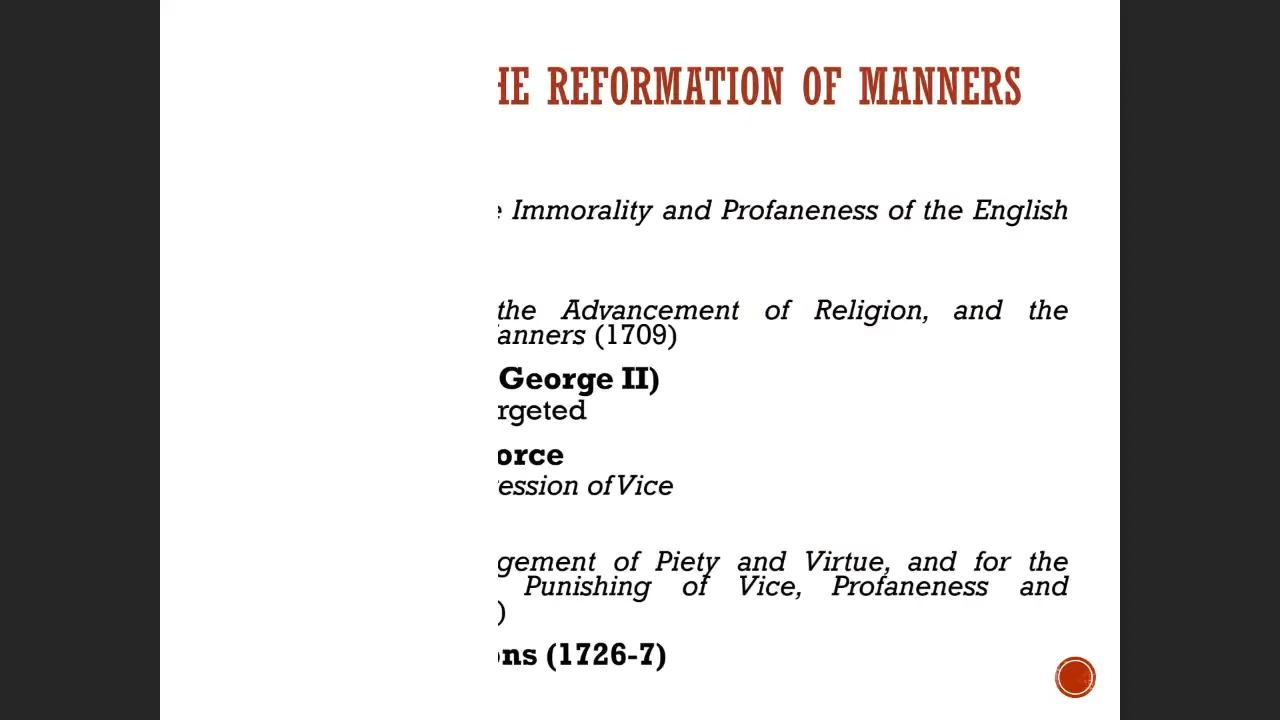 HE REFORMATION OF MANNERS
Immorality and Profaneness of the English
the Advancement of Religion, and the
anners (1709)
George II)
rgeted
orce
ession of Vice
gement of Piety and Virtue, and for the
Punishing of Vice, Profaneness and
)
ns (1726-7)